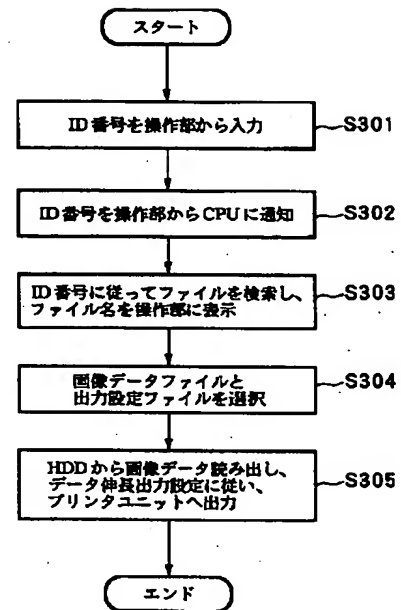 スタート
ID番号を操作部から入力
S301
ID番号を操作部からCPUに通知
S302
ID番号に従ってファイルを検索し、
ファイル名を操作部に表示
S303
画像データファイルと
出力設定ファイルを選択
S304
HDDから画像データ読み出し、
データ伸長出力設定に従い、
プリンタユニットへ出力
S305
エンド